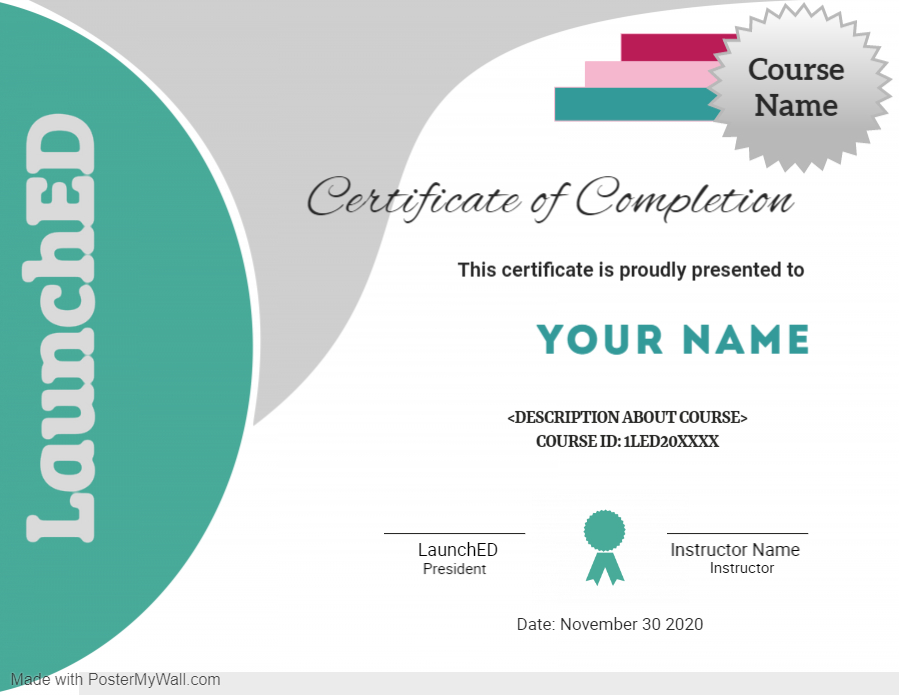 LaunchED
Course
Name
Certificate of Completion
This certificate is proudly presented to
YOUR NAME
<DESCRIPTION ABOUT COURSE>
COURSE ID: 1LED20XXXX
LaunchED
President
Instructor Name
Instructor
Date: November 30 2020
Made with PosterMyWall.com